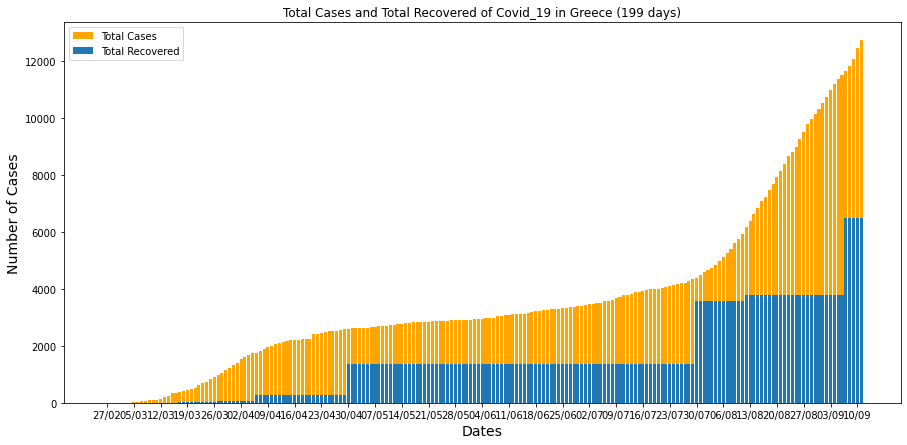 Total Cases and Total Recovered of Covid_19 in Greece (199 days)
Total Cases
Total Recovered
12000
10000
8000
6000
4000
2000
0
Number of Cases
27/02 05/03 12/03 19/03 26/03 02/04 09/04 16/04 23/04 30/04 07/05 14/05 21/05 28/05 04/06 11/06 18/06 25/06 02/07 09/07 16/07 23/07 30/07 06/08 13/08 20/08 27/08 03/09 10/09
Dates